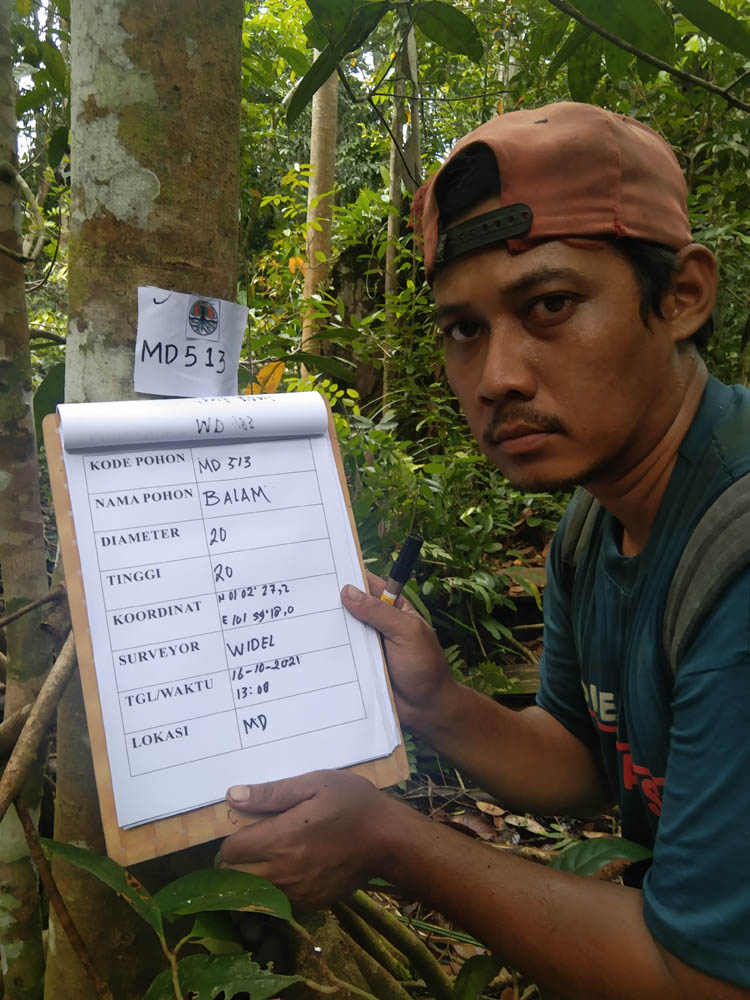 MD 513
WD 183
KODE POHON MD 513
NAMA POHON BALAM
DIAMETER 20
TINGGI 20
KOORDINAT N 01 02' 27,2
E 101 59' 18,0
SURVEYOR WIDEL
TGL/WAKTU 16-10-2021
13:08
LOKASI MD